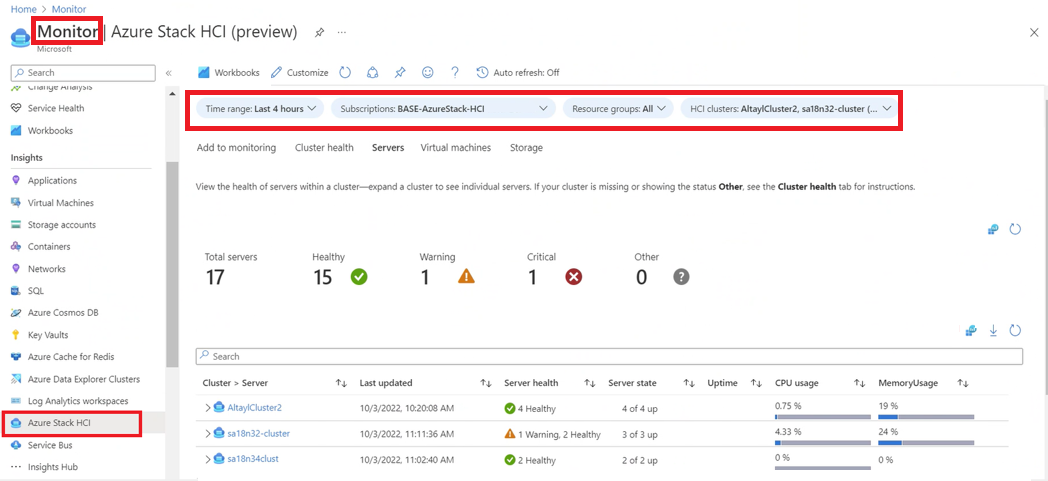 Home > Monitor
Monitor | Azure Stack HCI (preview)
Microsoft
Search
Workbooks Customize Auto refresh: Off
Change Analysis
Service Health
Workbooks
Insights
Applications
Virtual Machines
Storage accounts
Containers
Networks
SQL
Azure Cosmos DB
Key Vaults
Azure Cache for Redis
Azure Data Explorer Clusters
Log Analytics workspaces
Azure Stack HCI
Service Bus
Insights Hub
Time range: Last 4 hours Subscriptions: BASE-AzureStack-HCI Resource groups: All HCI clusters: AltaylCluster2, sa18n32-cluster (...
Add to monitoring Cluster health Servers Virtual machines Storage
View the health of servers within a cluster—expand a cluster to see individual servers. If your cluster is missing or showing the status Other, see the Cluster health tab for instructions.
Total servers Healthy Warning Critical Other
17 15 1 1 0
Search
Cluster > Server Last updated Server health Server state Uptime CPU usage MemoryUsage
AltaylCluster2 10/3/2022, 10:20:08 AM 4 Healthy 4 of 4 up 0.75 % 19 %
sa18n32-cluster 10/3/2022, 11:11:36 AM 1 Warning, 2 Healthy 3 of 3 up 4.33 % 24 %
sa18n34clust 10/3/2022, 11:02:40 AM 2 Healthy 2 of 2 up 0 % 0 %